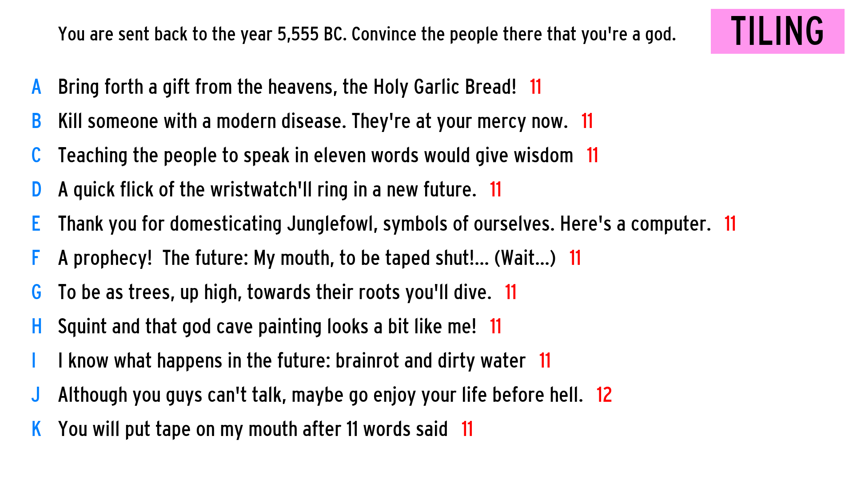 You are sent back to the year 5,555 BC. Convince the people there that you're a god.
TILING
A Bring forth a gift from the heavens, the Holy Garlic Bread! 11
B Kill someone with a modern disease. They're at your mercy now. 11
C Teaching the people to speak in eleven words would give wisdom 11
D A quick flick of the wristwatch'll ring in a new future. 11
E Thank you for domesticating Junglefowl, symbols of ourselves. Here's a computer. 11
F A prophecy!  The future: My mouth, to be taped shut!... (Wait...) 11
G To be as trees, up high, towards their roots you'll dive. 11
H Squint and that god cave painting looks a bit like me! 11
I I know what happens in the future: brainrot and dirty water 11
J Although you guys can't talk, maybe go enjoy your life before hell. 12
K You will put tape on my mouth after 11 words said 11